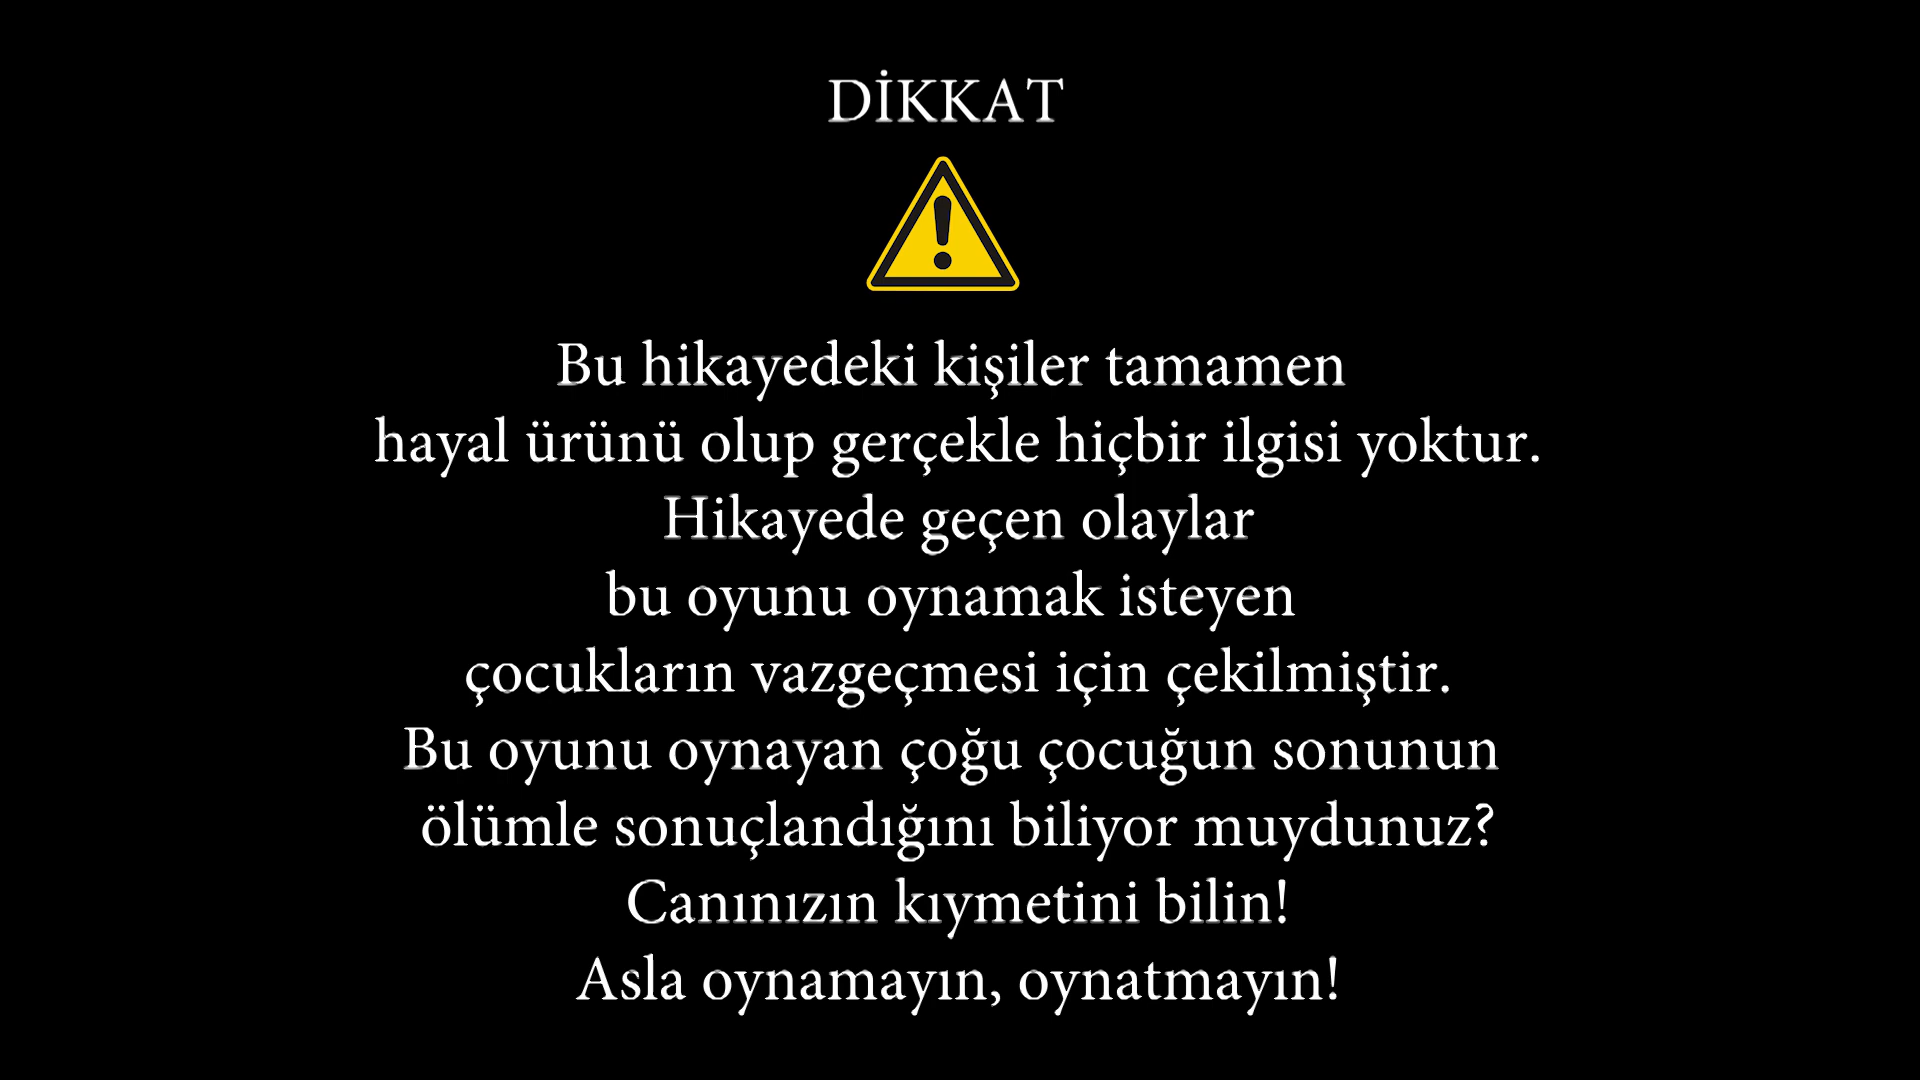 DİKKAT
Bu hikayedeki kişiler tamamen
hayal ürünü olup gerçekle hiçbir ilgisi yoktur.
Hikayede geçen olaylar
bu oyunu oynamak isteyen
çocukların vazgeçmesi için çekilmiştir.
Bu oyunu oynayan çoğu çocuğun sonunun
ölümle sonuçlandığını biliyor muydunuz?
Canınızın kıymetini bilin!
Asla oynamayın, oynatmayın!